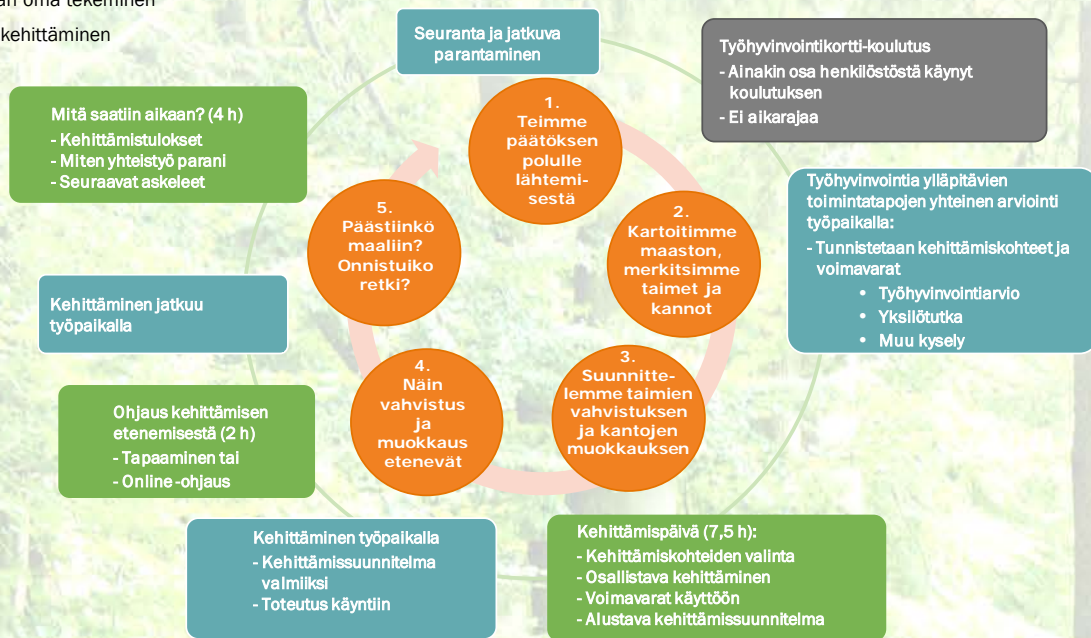 oma tekeminen
kehittäminen
Seuranta ja jatkuva
parantaminen
Työhyvinvointikortti-koulutus
- Ainakin osa henkilöstöstä käynyt
koulutuksen
- Ei aikarajaa
Työhyvinvointia ylläpitävien
toimintatapojen yhteinen arviointi
työpaikalla:
- Tunnistetaan kehittämiskohteet ja
voimavarat
• Työhyvinvointiarvio
• Yksilötutka
• Muu kysely
Kehittämispäivä (7,5 h):
- Kehittämiskohteiden valinta
- Osallistava kehittäminen
- Voimavarat käyttöön
- Alustava kehittämissuunnitelma
Kehittäminen työpaikalla
- Kehittämissuunnitelma
valmiiksi
- Toteutus käyntiin
Ohjaus kehittämisen
etenemisestä (2 h)
- Tapaaminen tai
- Online -ohjaus
Kehittäminen jatkuu
työpaikalla
Mitä saatiin aikaan? (4 h)
- Kehittämistulokset
- Miten yhteistyö parani
- Seuraavat askeleet
1.
Teimme
päätöksen
polulle
lähtemi-
sestä
2.
Kartoitimme
maaston,
merkitsimme
taimet ja
kannot
3.
Suunnitte-
lemme taimien
vahvistuksen
ja kantojen
muokkauksen
4.
Näin
vahvistus
ja
muokkaus
etenevät
5.
Päästiinkö
maaliin?
Onnistuiko
retki?